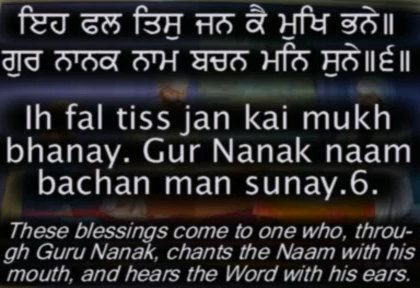 ਇਹ ਫਲ ਤਿਸੁ ਜਨ ਕੈ ਮੁਖਿ ਭਨੇ॥
ਗੁਰ ਨਾਨਕ ਨਾਮ ਬਚਨ ਮਨਿ ਸੁਨੇ॥੬॥
Ih fal tiss jan kai mukh
bhanay. Gur Nanak naam
bachan man sunay.6.
These blessings come to one who, throu-
gh Guru Nanak, chants the Naam with his
mouth, and hears the Word with his ears.